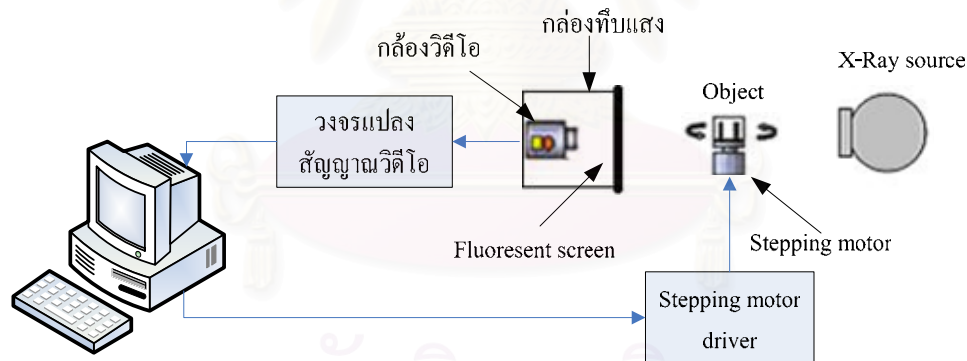 กล่องทึบแสง
กล้องวิดีโอ
X-Ray source
Object
วงจรแปลง
สัญญาณวิดีโอ
Fluoresent screen
Stepping motor
Stepping motor
driver